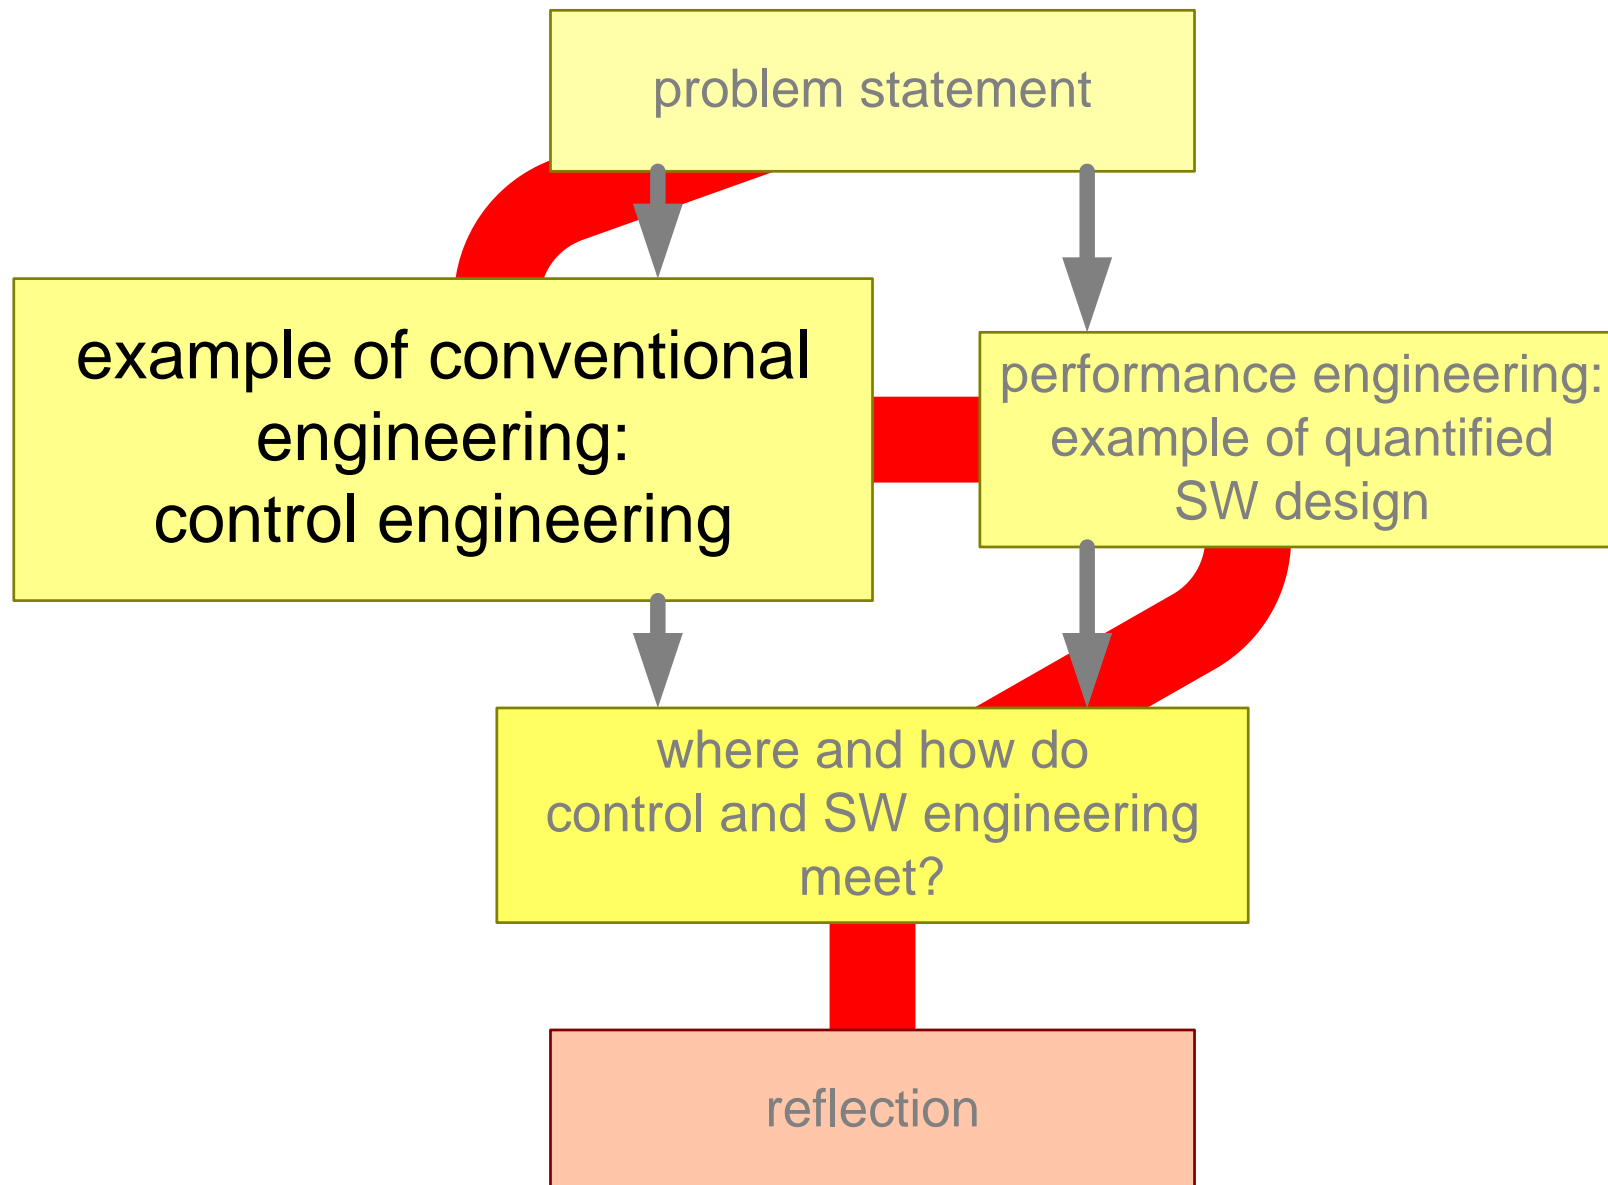 problem statement
example of conventional
engineering:
control engineering
performance engineering:
example of quantified
SW design
where and how do
control and SW engineering
meet?
reflection